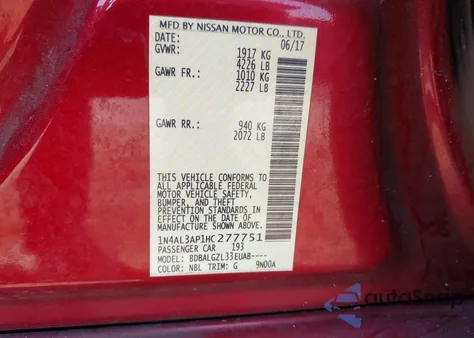 MFD BY NISSAN MOTOR CO., LTD.
DATE: 06/17
GVWR: 1917 KG
4226 LB
GAWR FR.: 1010 KG
2227 LB
GAWR RR.: 940 KG
2072 LB
THIS VEHICLE CONFORMS TO
ALL APPLICABLE FEDERAL
MOTOR VEHICLE SAFETY,
BUMPER, AND THEFT
PREVENTION STANDARDS IN
EFFECT ON THE DATE OF
MANUFACTURE SHOWN ABOVE.
1N4AL3AP1HC277751
PASSENGER CAR 193
MODEL: BDBALGZL33EUAB----
COLOR: NBL TRIM: G 9N00A
autoSnap